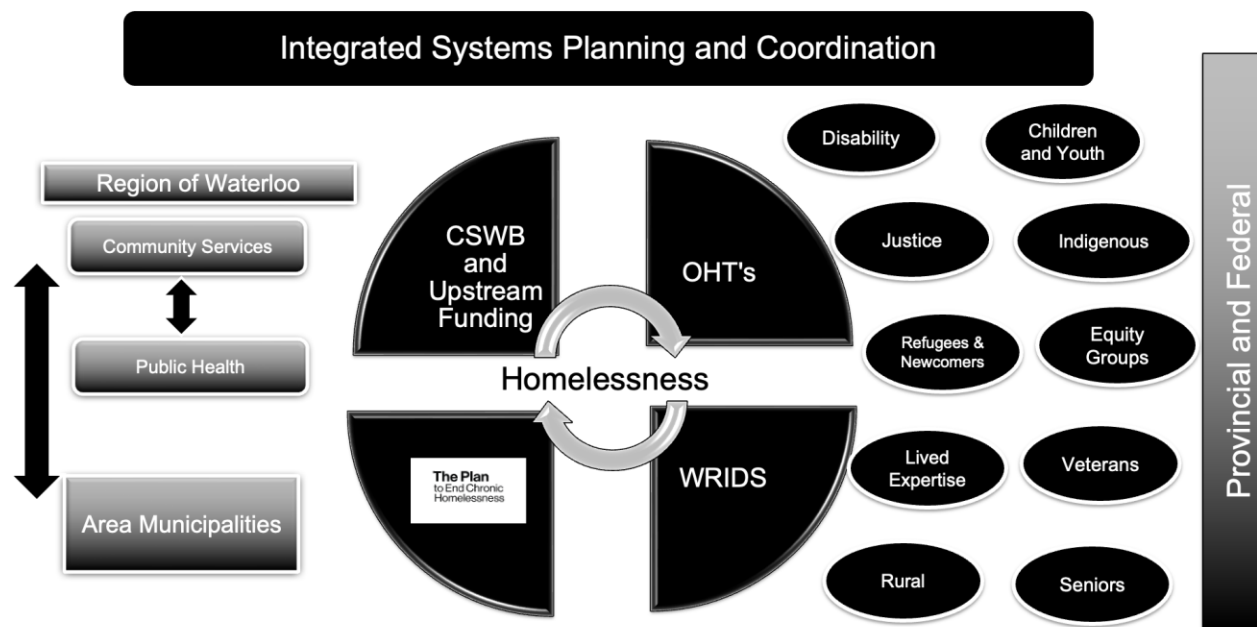 Integrated Systems Planning and Coordination
Region of Waterloo
Community Services
Public Health
Area Municipalities
CSWB
and
Upstream
Funding
OHT's
Homelessness
The Plan
to End Chronic
Homelessness
WRIDS
Disability
Children
and Youth
Justice
Indigenous
Refugees &
Newcomers
Equity
Groups
Lived
Expertise
Veterans
Rural
Seniors
Provincial and Federal